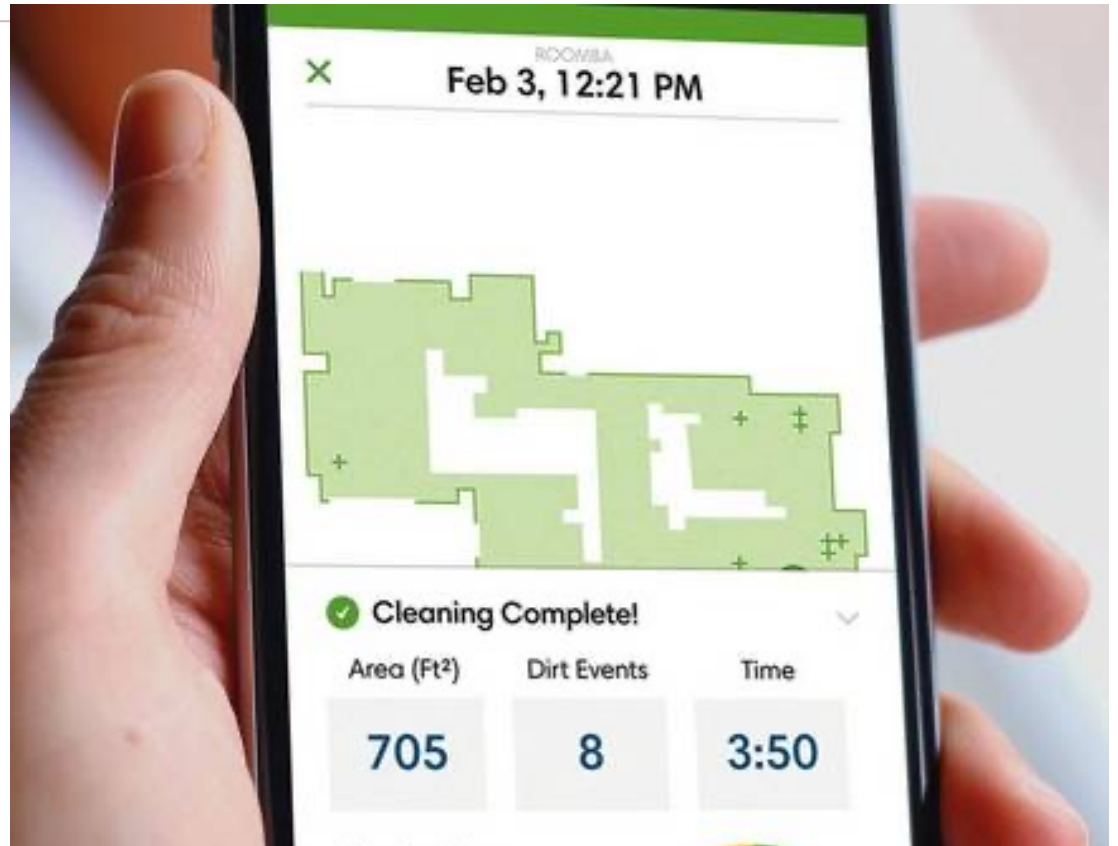 ROOMBA
Feb 3, 12:21 PM
Cleaning Complete!
Area (Ft²) Dirt Events Time
705 8 3:50